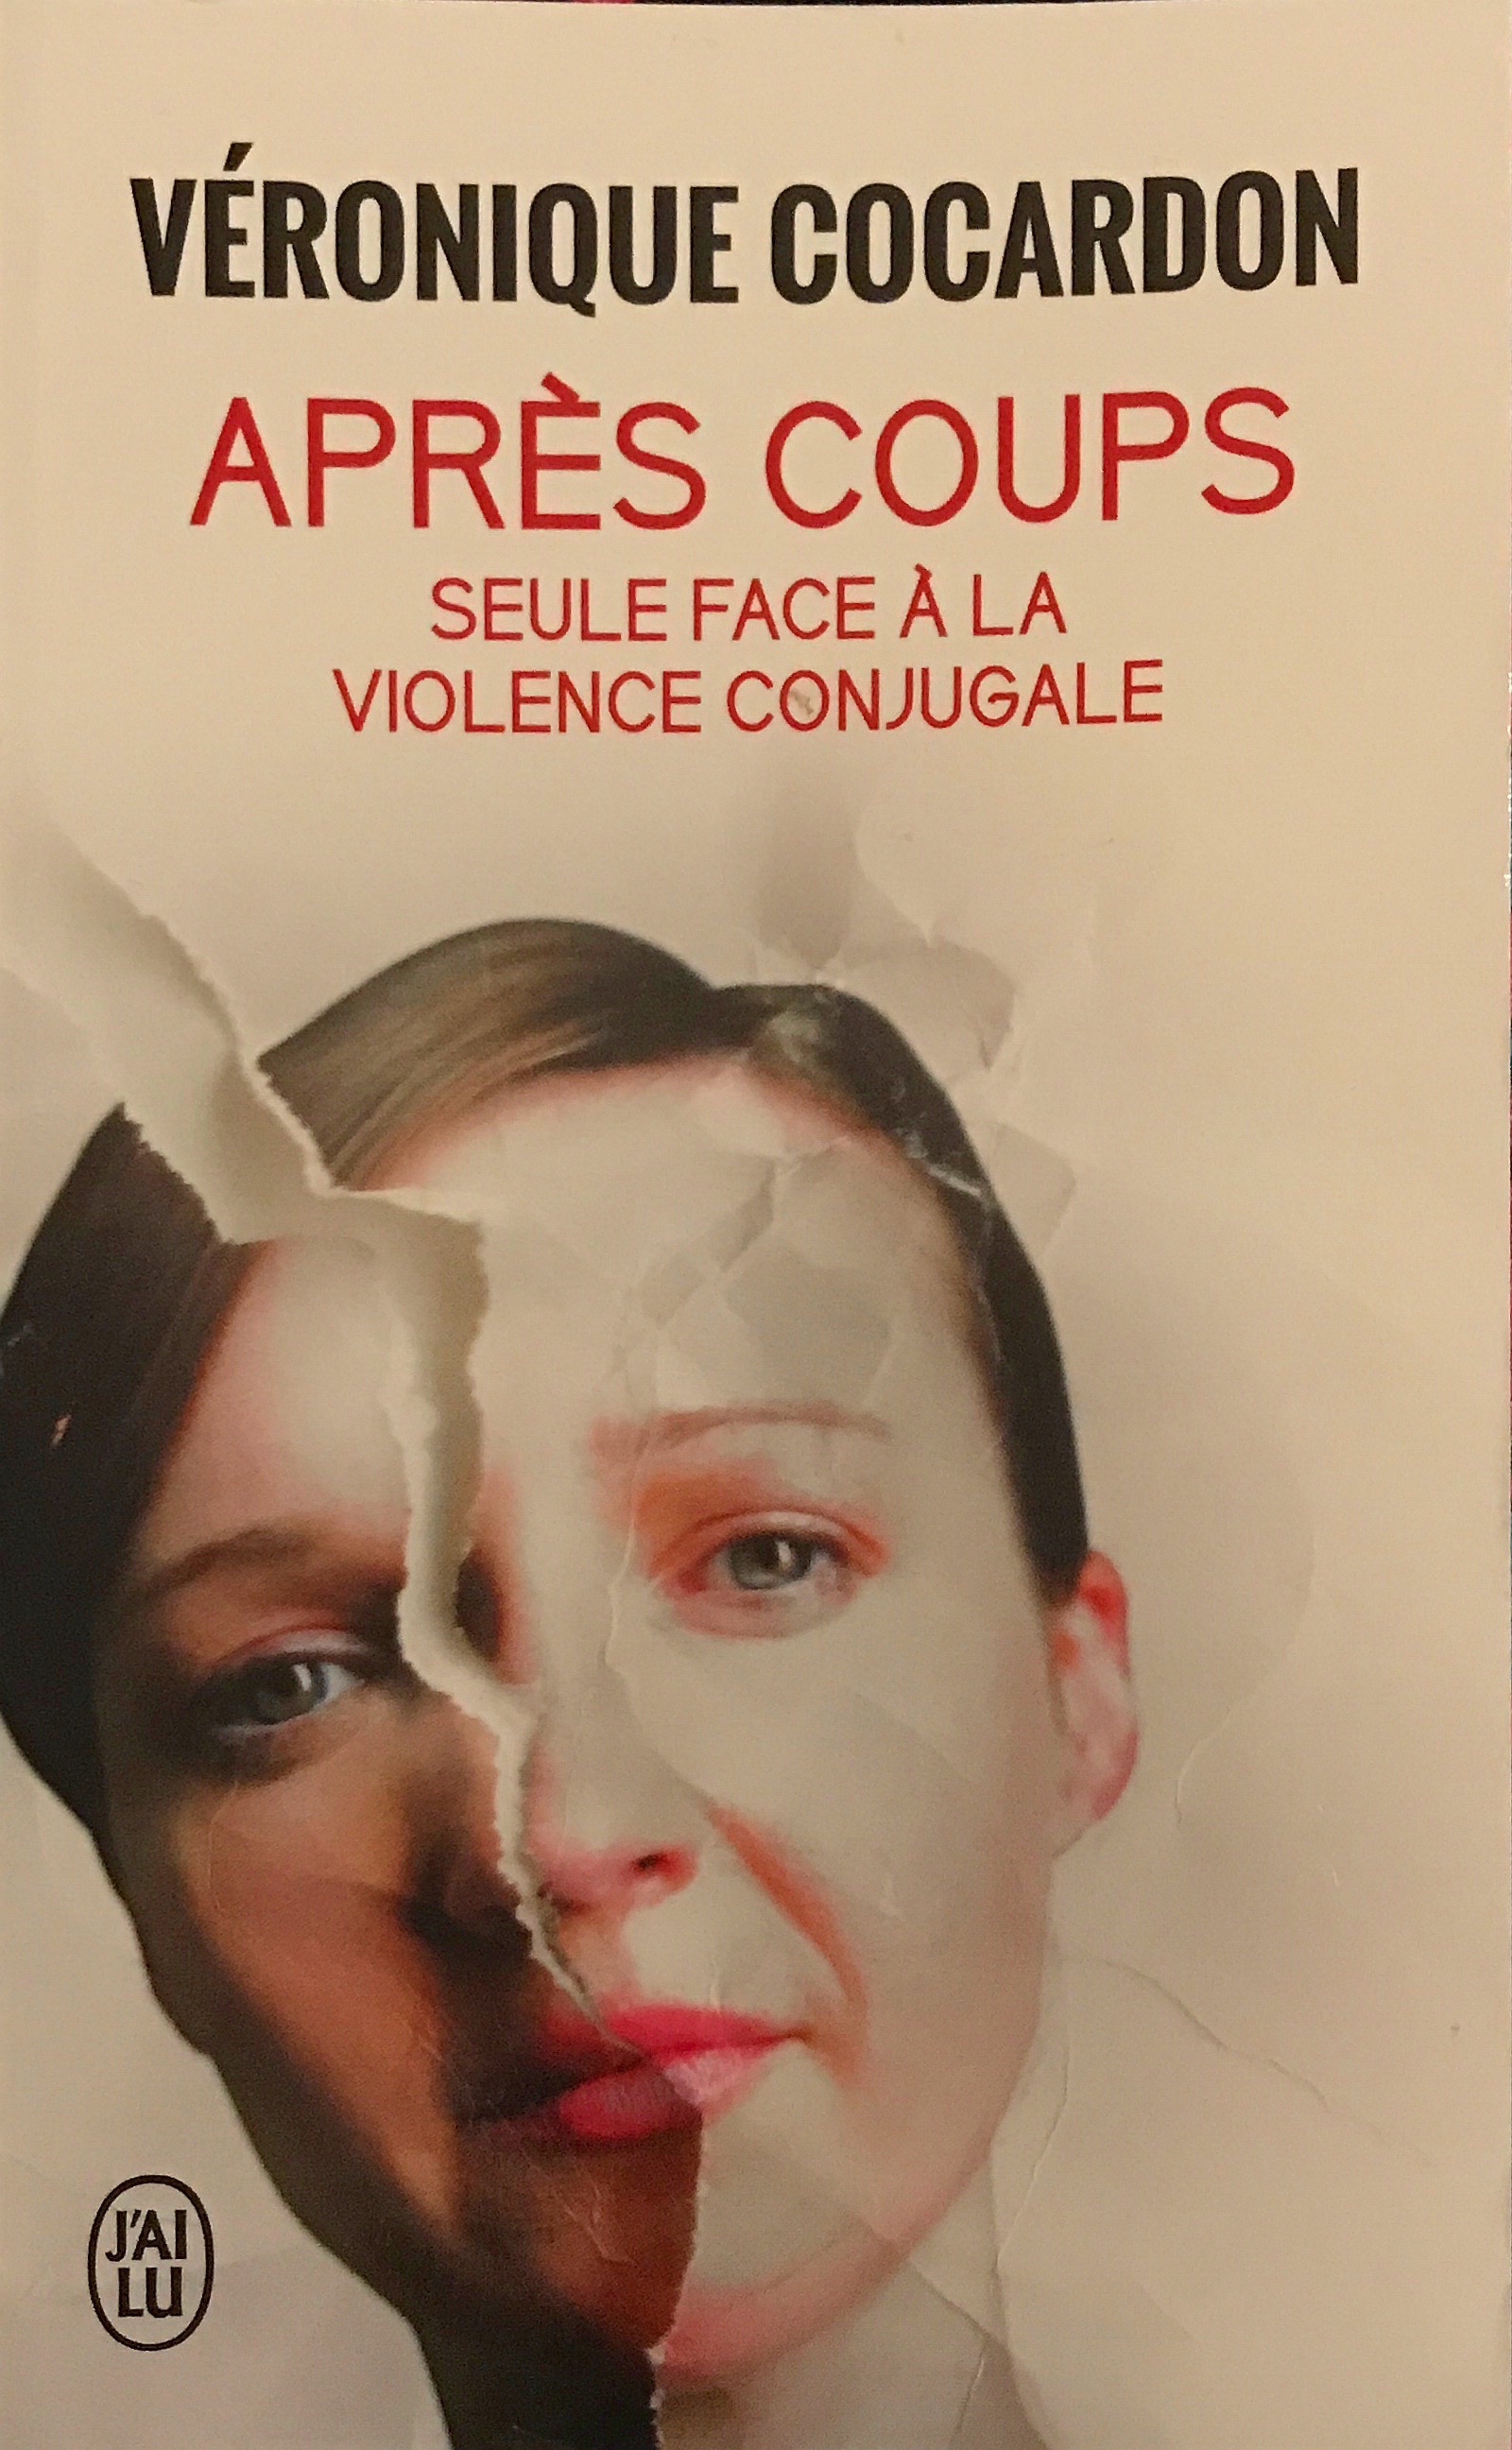 VÉRONIQUE COCARDON
APRÈS COUPS
SEULE FACE À LA
VIOLENCE CONJUGALE
J'AI
LU